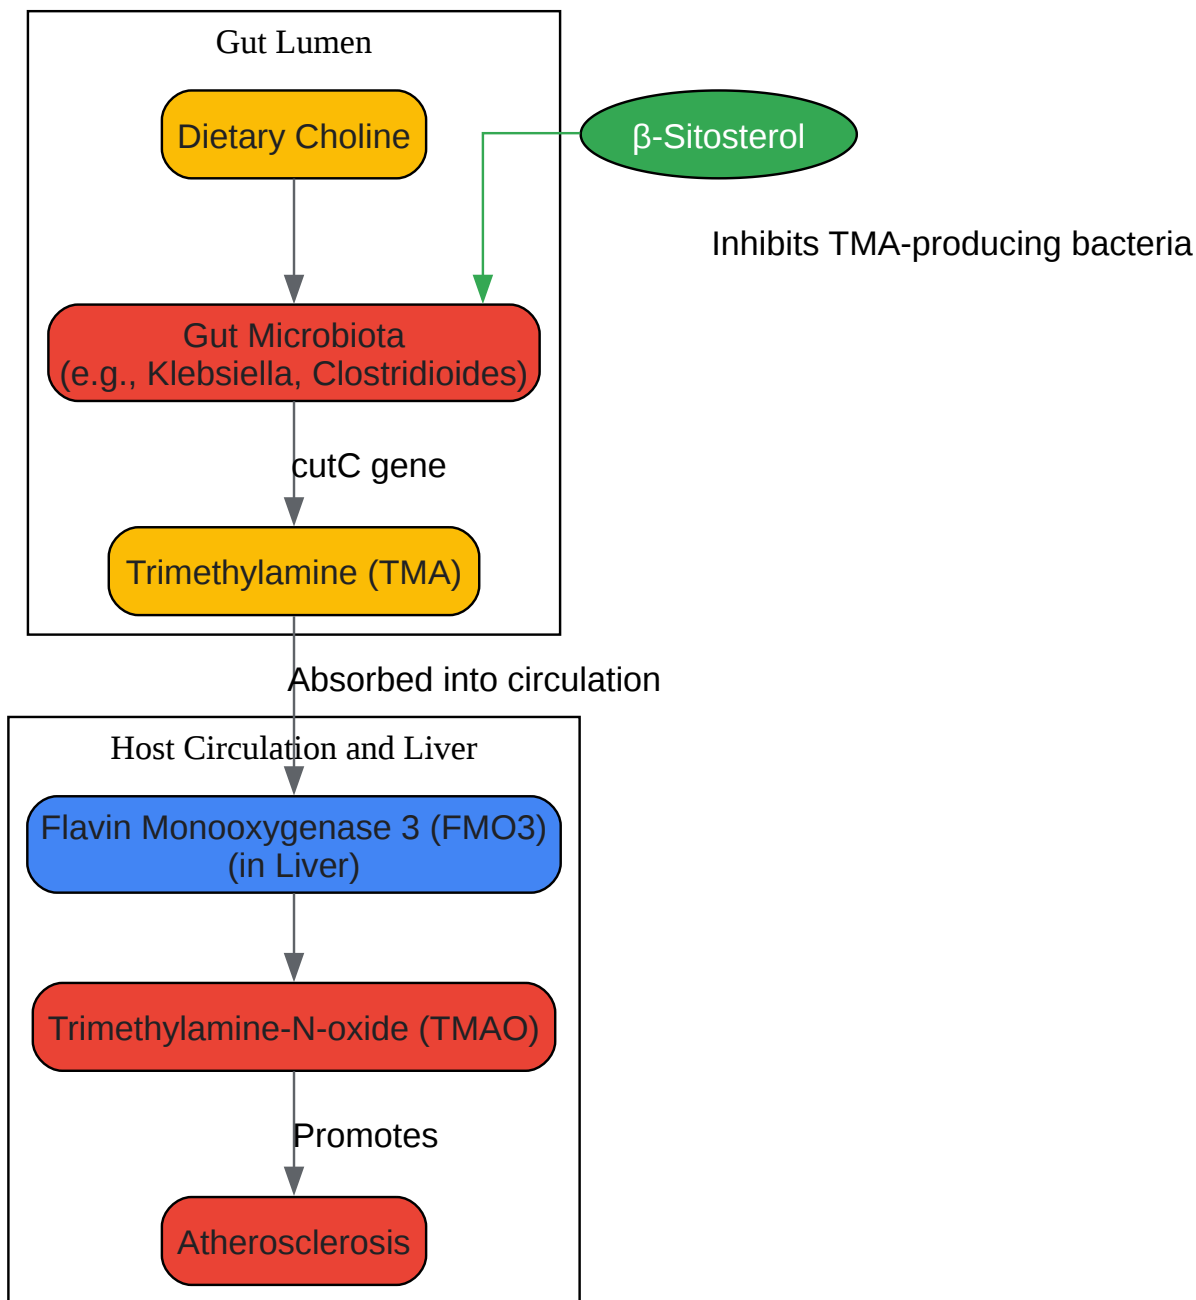 Gut Lumen
Dietary Choline
β-Sitosterol
Inhibits TMA-producing bacteria
Gut Microbiota
(e.g., Klebsiella, Clostridioides)
cutC gene
Trimethylamine (TMA)
Absorbed into circulation
Host Circulation and Liver
Flavin Monooxygenase 3 (FMO3)
(in Liver)
Trimethylamine-N-oxide (TMAO)
Promotes
Atherosclerosis